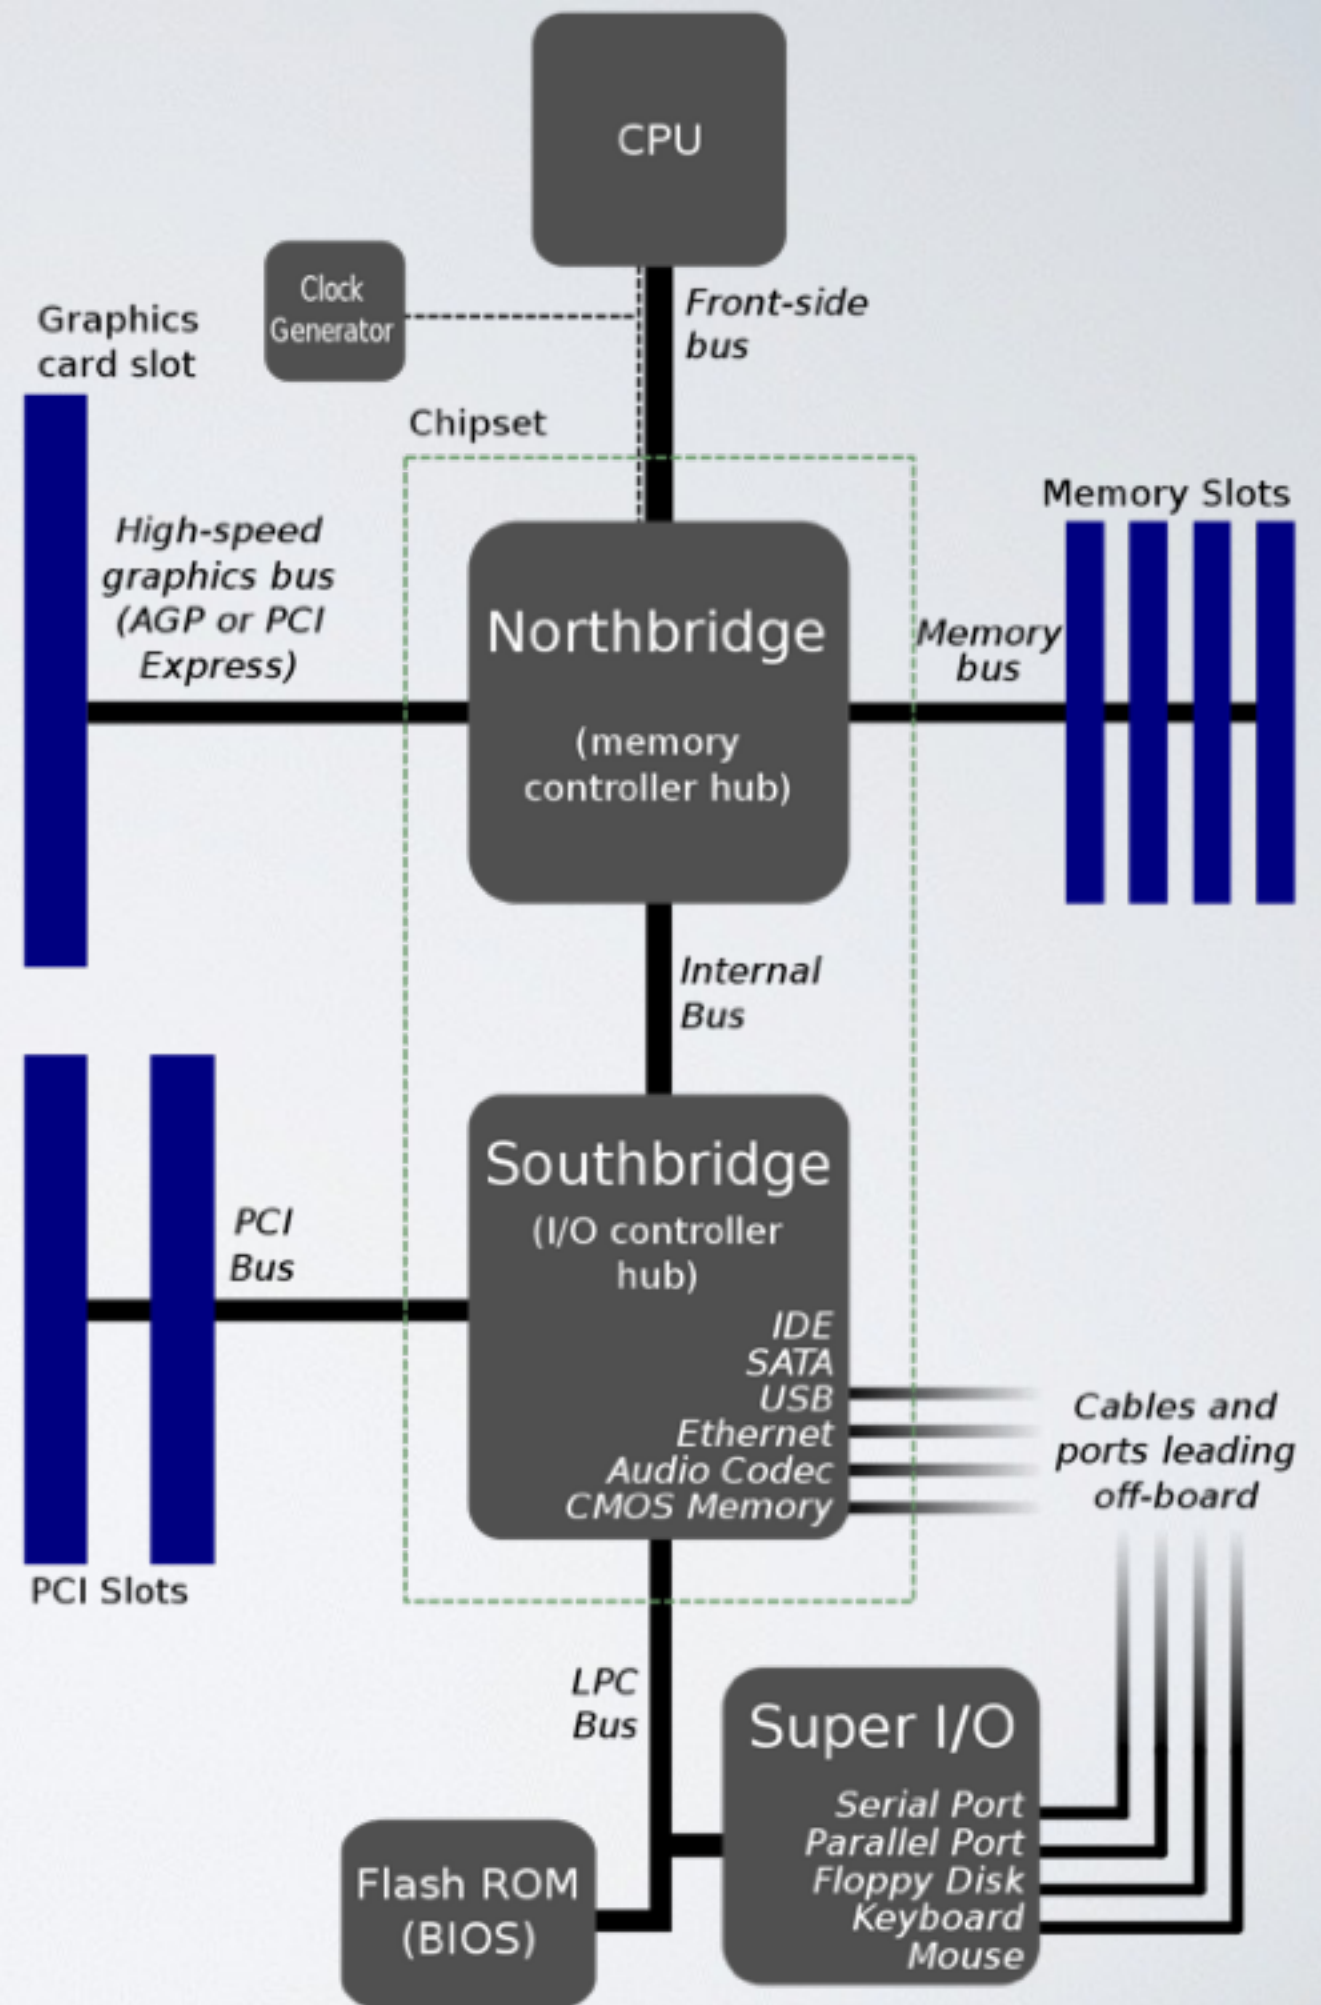 CPU
Clock
Generator
Front-side
bus
Graphics
card slot
Chipset
Memory Slots
High-speed
graphics bus
(AGP or PCI
Express)
Northbridge
(memory
controller hub)
Memory
bus
Internal
Bus
Southbridge
(I/O controller
hub)
IDE
SATA
USB
Ethernet
Audio Codec
CMOS Memory
PCI
Bus
Cables and
ports leading
off-board
PCI Slots
LPC
Bus
Super I/O
Serial Port
Parallel Port
Floppy Disk
Keyboard
Mouse
Flash ROM
(BIOS)